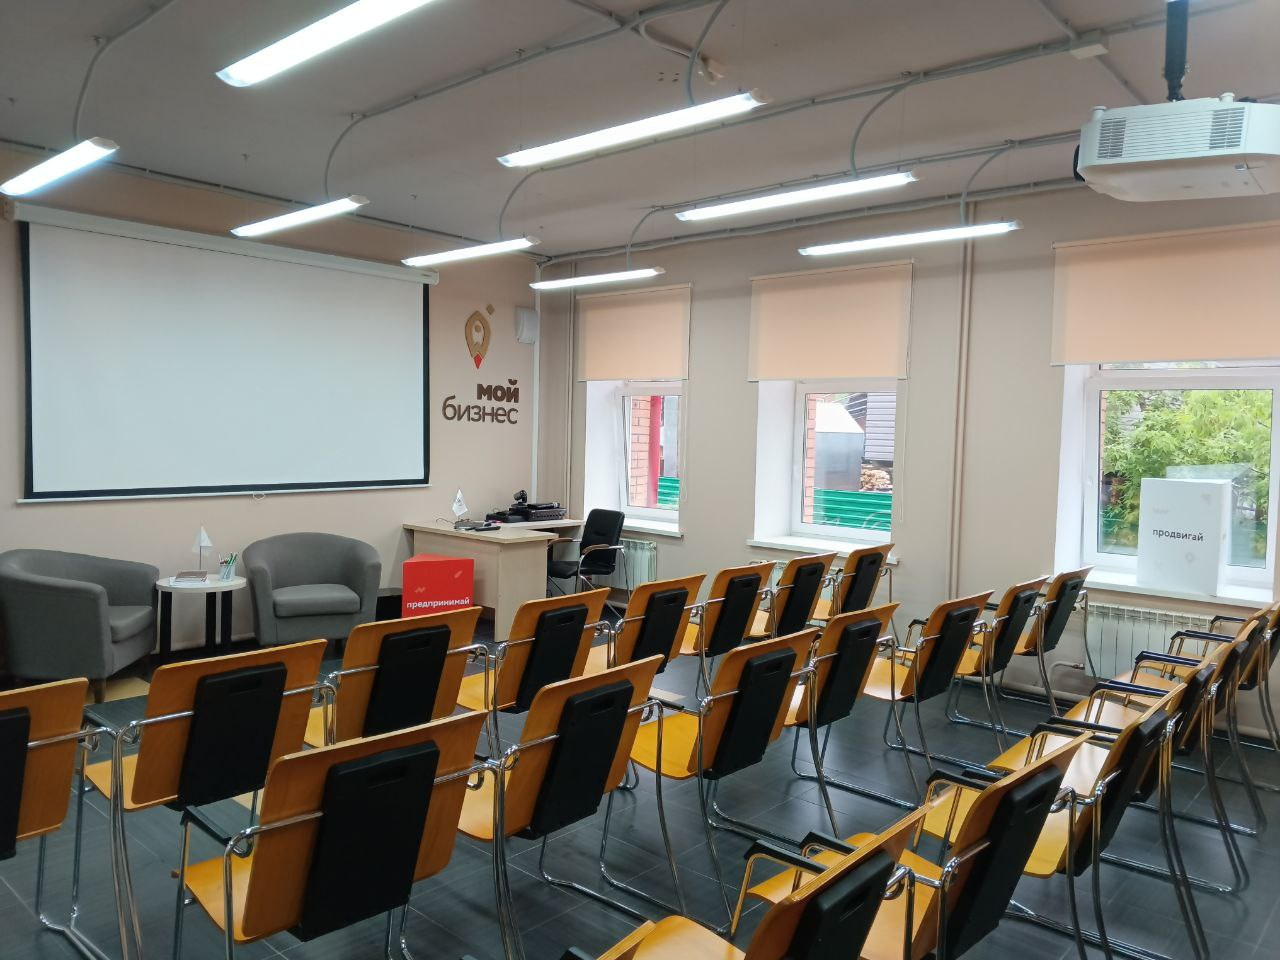 мой
бизнес
предпринимай
продвигай